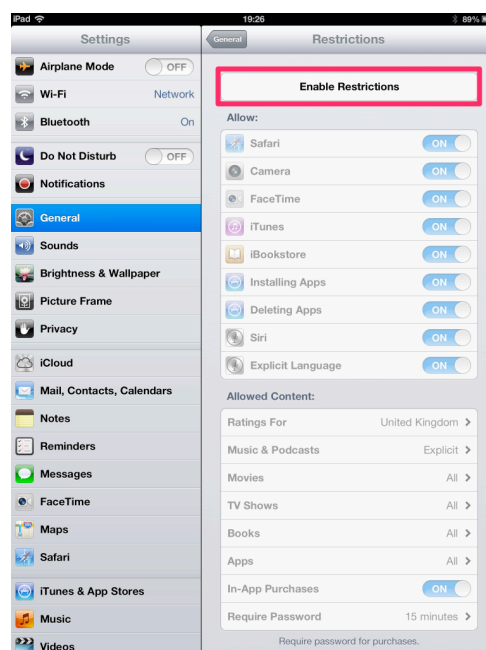 iPad 19:26 89%
Settings
General Restrictions
Airplane Mode OFF
Enable Restrictions
Wi-Fi Network
Bluetooth On
Allow:
Safari ON
Do Not Disturb OFF
Camera ON
Notifications
FaceTime ON
General
iTunes ON
Sounds
iBookstore ON
Brightness & Wallpaper
Installing Apps ON
Picture Frame
Deleting Apps ON
Privacy
Siri ON
iCloud
Explicit Language ON
Mail, Contacts, Calendars
Allowed Content:
Notes
Ratings For United Kingdom
Reminders
Music & Podcasts Explicit
Messages
Movies All
FaceTime
TV Shows All
Maps
Books All
Safari
Apps All
iTunes & App Stores
In-App Purchases ON
Music
Require Password 15 minutes
Videos
Require password for purchases.